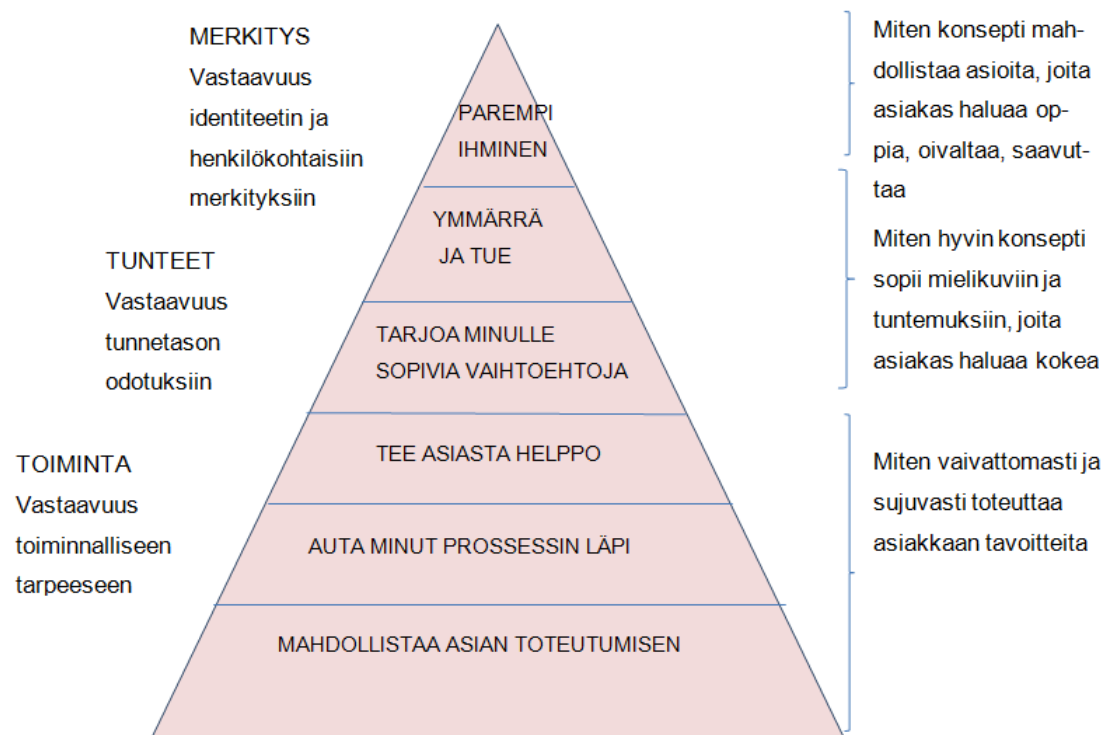 MERKITYS
Vastaavuus
identiteetin ja
henkilökohtaisiin
merkityksiin
TUNTEET
Vastaavuus
tunnetason
odotuksiin
TOIMINTA
Vastaavuus
toiminnalliseen
tarpeeseen
PAREMPI
IHMINEN
YMMÄRRÄ
JA TUE
TARJOA MINULLE
SOPIVIA VAIHTOEHTOJA
TEE ASIASTA HELPPO
AUTA MINUT PROSSESSIN LÄPI
MAHDOLLISTAA ASIAN TOTEUTUMISEN
Miten konsepti mah-
dollistaa asioita, joita
asiakas haluaa op-
pia, oivaltaa, saavut-
taa
Miten hyvin konsepti
sopii mielikuviin ja
tuntemuksiin, joita
asiakas haluaa kokea
Miten vaivattomasti ja
sujuvasti toteuttaa
asiakkaan tavoitteita